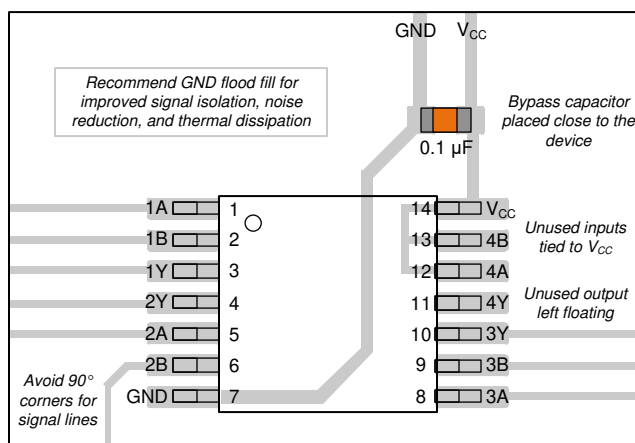 GND VCC
Recommend GND flood fill for
improved signal isolation, noise
reduction, and thermal dissipation
Bypass capacitor
placed close to the
device
0.1 µF
1A 1 14 VCC
1B 2 13 4B
1Y 3 12 4A
2Y 4 11 4Y
2A 5 10 3Y
2B 6 9 3B
GND 7 8 3A
Unused inputs
tied to VCC
Unused output
left floating
Avoid 90°
corners for
signal lines